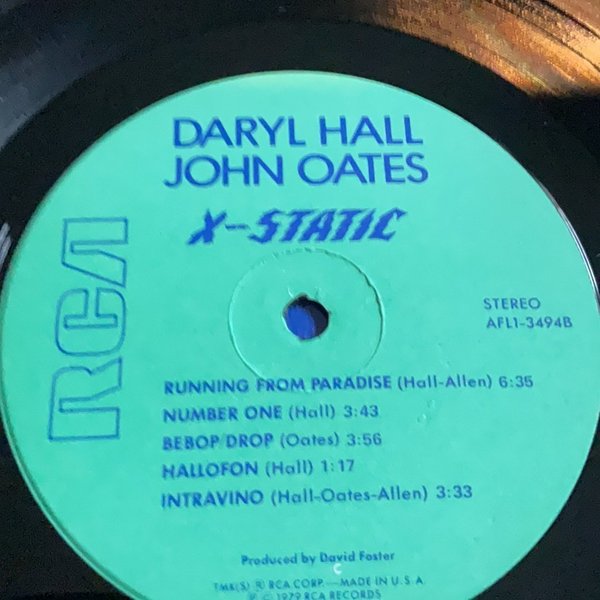 DARYL HALL
JOHN OATES
X-STATIC
RCA
STEREO
AFL1-3494B
RUNNING FROM PARADISE (Hall-Allen) 6:35
NUMBER ONE (Hall) 3:43
BEBOP/DROP (Oates) 3:56
HALLOFON (Hall) 1:17
INTRAVINO (Hall-Oates-Allen) 3:33
Produced by David Foster
C
TMK(S) ® RCA CORP.—MADE IN U.S.A.
℗ © 1979 RCA RECORDS